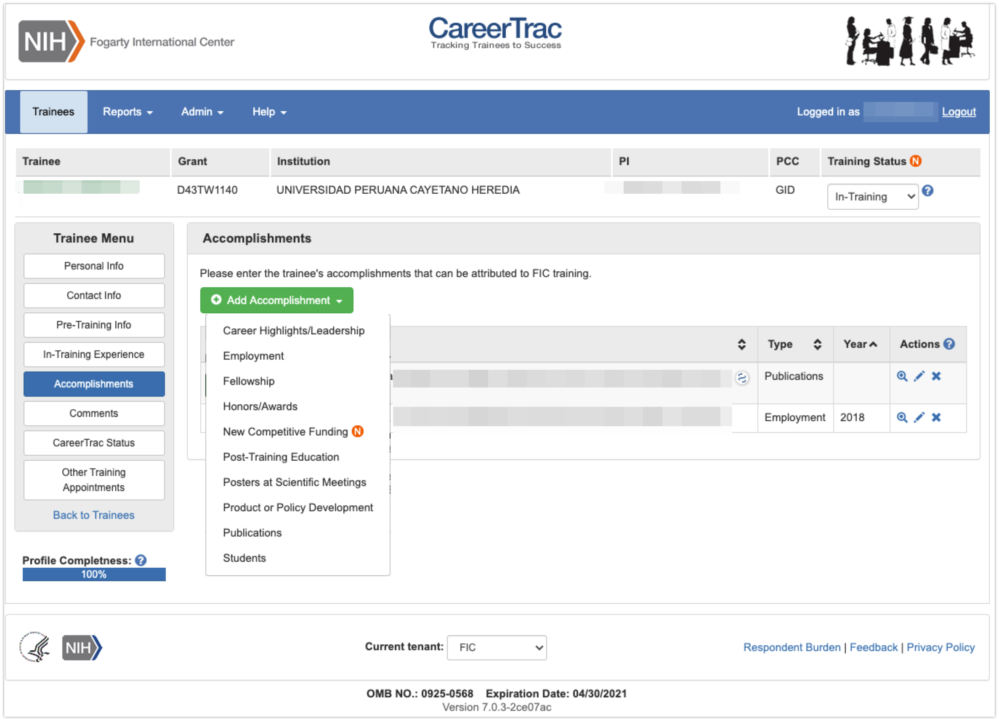 NIH Fogarty International Center
CareerTrac
Tracking Trainees to Success
Trainees Reports Admin Help Logged in as Logout
Trainee Grant Institution PI PCC Training Status N
D43TW1140 UNIVERSIDAD PERUANA CAYETANO HEREDIA GID In-Training ?
Trainee Menu
Personal Info
Contact Info
Pre-Training Info
In-Training Experience
Accomplishments
Comments
CareerTrac Status
Other Training
Appointments
Back to Trainees
Profile Completness: ?
100%
Accomplishments
Please enter the trainee's accomplishments that can be attributed to FIC training.
Add Accomplishment
Career Highlights/Leadership
Employment
Fellowship
Honors/Awards
New Competitive Funding N
Post-Training Education
Posters at Scientific Meetings
Product or Policy Development
Publications
Students
Type Year Actions ?
Publications
Employment 2018
NIH
Current tenant: FIC
Respondent Burden | Feedback | Privacy Policy
OMB NO.: 0925-0568 Expiration Date: 04/30/2021
Version 7.0.3-2ce07ac